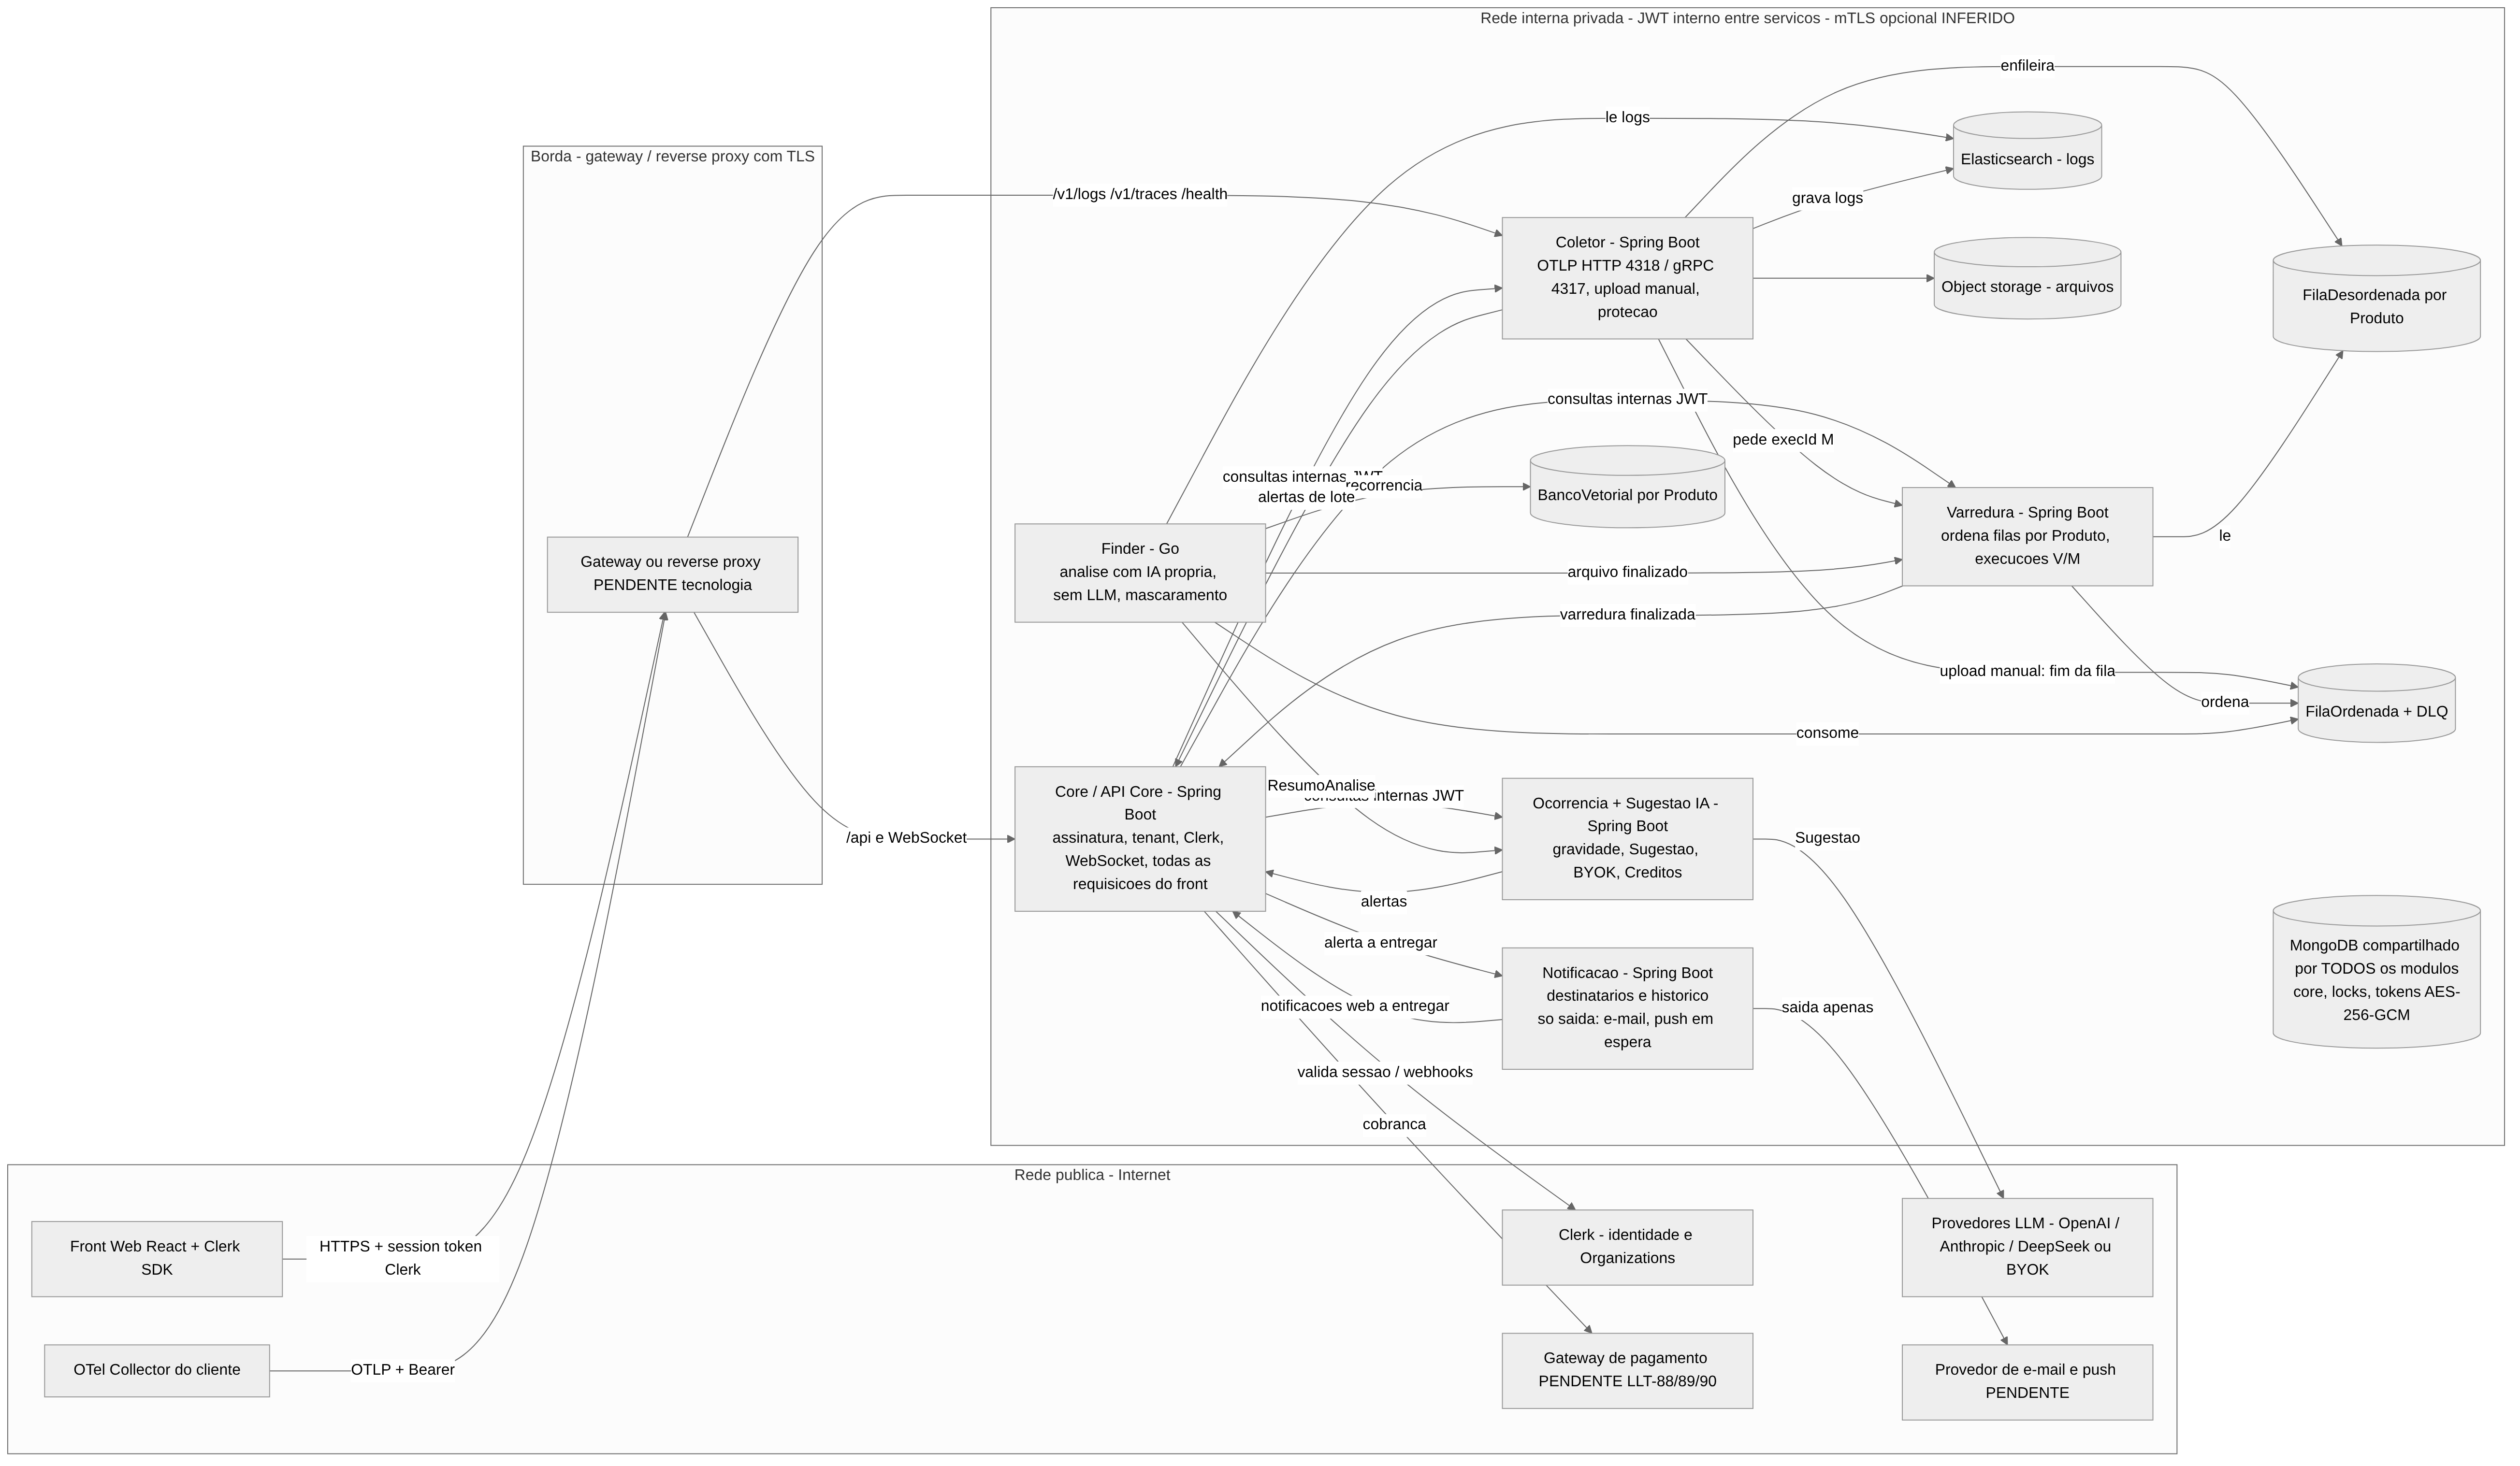 Rede interna privada - JWT interno entre servicos - mTLS opcional INFERIDO
enfileira
le logs
Elasticsearch - logs
Borda - gateway / reverse proxy com TLS
/v1/logs /v1/traces /health
grava logs
Coletor - Spring Boot
OTLP HTTP 4318 / gRPC
4317, upload manual,
protecao
Object storage - arquivos
FilaDesordenada por
Produto
consultas internas JWT
pede execId M
consultas internas JWT
recorrencia
alertas de lote
BancoVetorial por Produto
Varredura - Spring Boot
ordena filas por Produto,
execucoes V/M
le
Finder - Go
analise com IA propria,
sem LLM, mascaramento
Gateway ou reverse proxy
PENDENTE tecnologia
arquivo finalizado
varredura finalizada
upload manual: fim da fila
ordena
FilaOrdenada + DLQ
consome
ResumoAnalise
consultas internas JWT
Core / API Core - Spring
Boot
assinatura, tenant, Clerk,
WebSocket, todas as
requisicoes do front
/api e WebSocket
Ocorrencia + Sugestao IA -
Spring Boot
gravidade, Sugestao,
BYOK, Creditos
Sugestao
alertas
alerta a entregar
MongoDB compartilhado
por TODOS os modulos
core, locks, tokens AES-
256-GCM
Notificacao - Spring Boot
destinatarios e historico
so saida: e-mail, push em
espera
notificacoes web a entregar
saida apenas
valida sessao / webhooks
cobranca
Rede publica - Internet
Front Web React + Clerk
SDK
HTTPS + session token
Clerk
Clerk - identidade e
Organizations
Provedores LLM - OpenAI /
Anthropic / DeepSeek ou
BYOK
OTel Collector do cliente
OTLP + Bearer
Gateway de pagamento
PENDENTE LLT-88/89/90
Provedor de e-mail e push
PENDENTE